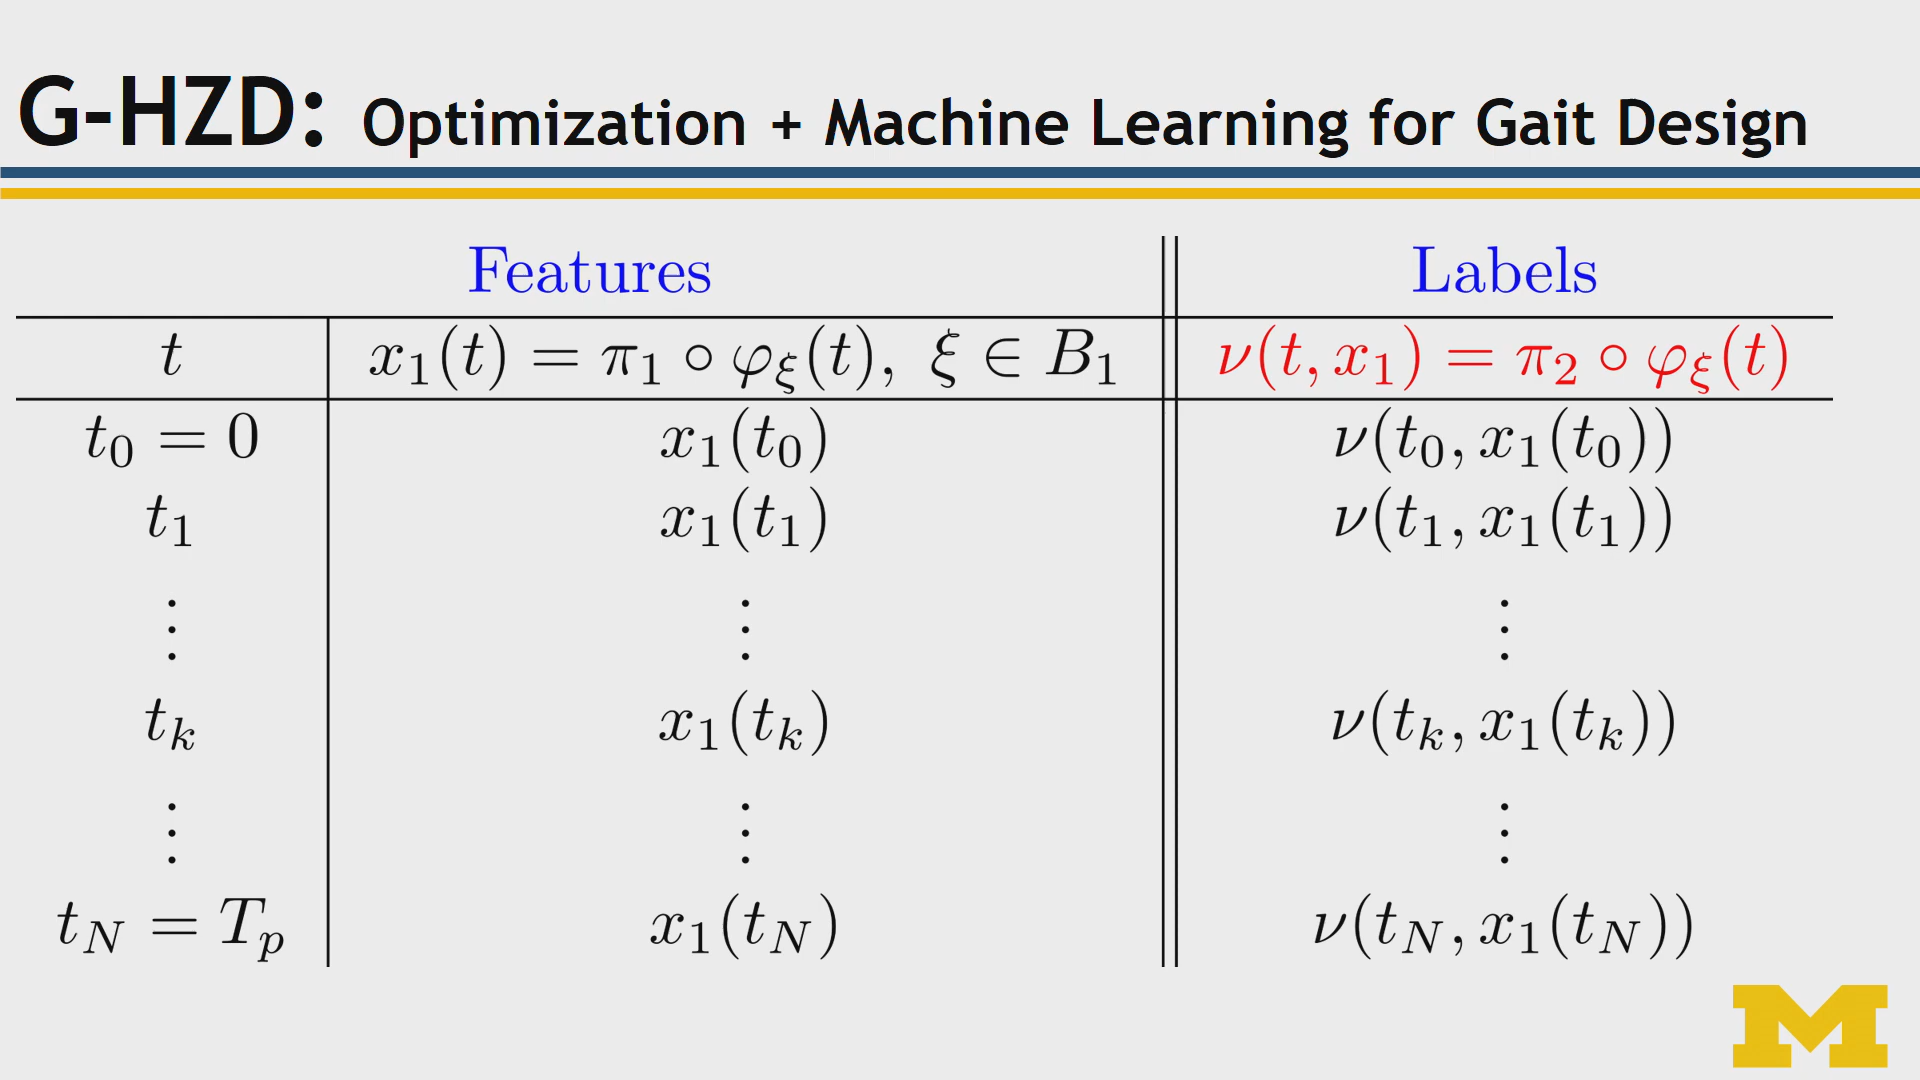 G-HZD: Optimization + Machine Learning for Gait Design
Features Labels
t x₁(t) = π₁ ∘ φ_ξ(t), ξ ∈ B₁ ν(t, x₁) = π₂ ∘ φ_ξ(t)
t₀ = 0 x₁(t₀) ν(t₀, x₁(t₀))
t₁ x₁(t₁) ν(t₁, x₁(t₁))
⋮ ⋮ ⋮
t_k x₁(t_k) ν(t_k, x₁(t_k))
⋮ ⋮ ⋮
t_N = T_p x₁(t_N) ν(t_N, x₁(t_N))
M